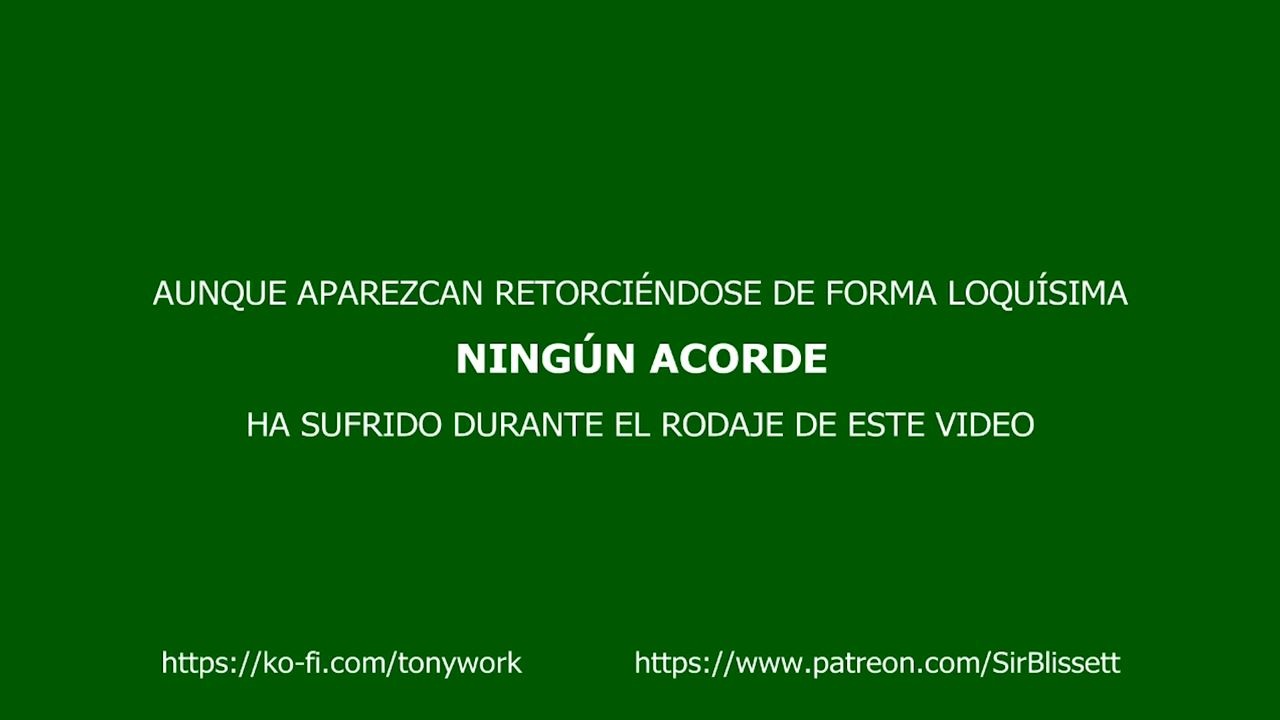 AUNQUE APAREZCAN RETORCIÉNDOSE DE FORMA LOQUÍSIMA
NINGÚN ACORDE
HA SUFRIDO DURANTE EL RODAJE DE ESTE VIDEO
https://ko-fi.com/tonywork
https://www.patreon.com/SirBlissett